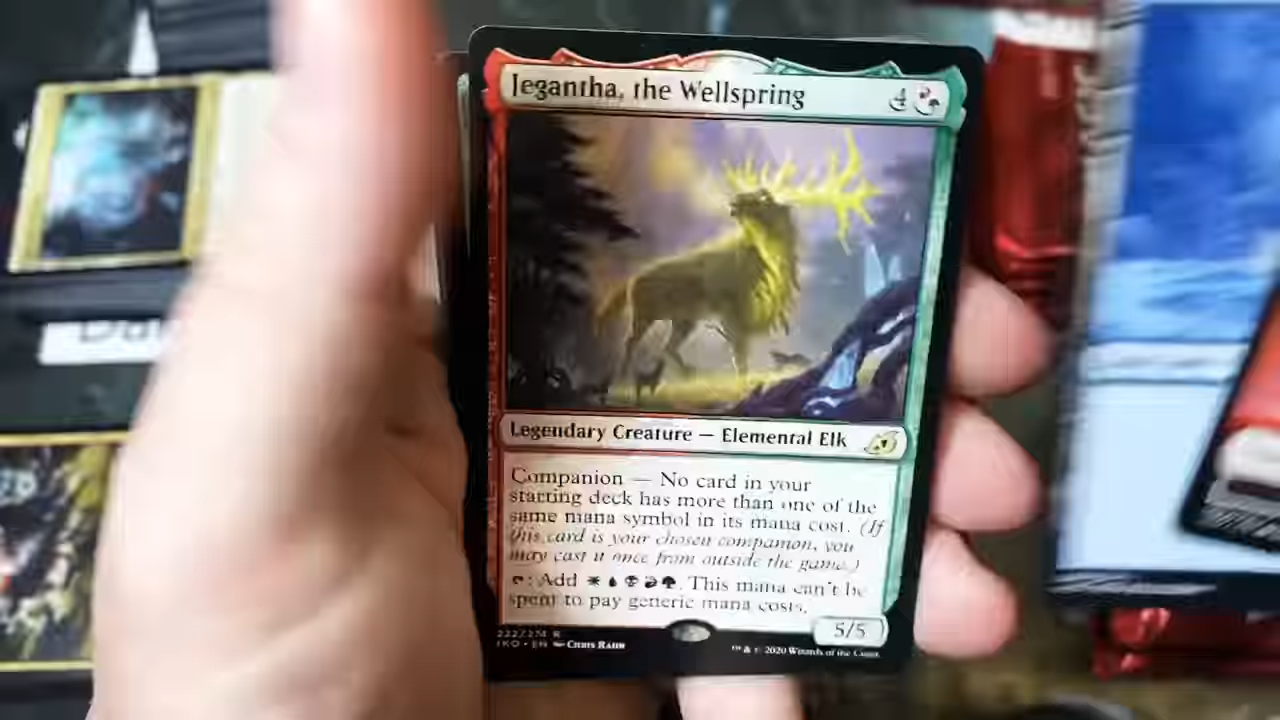 Jegantha, the Wellspring 4
Legendary Creature — Elemental Elk
Companion — No card in your
starting deck has more than one of the
same mana symbol in its mana cost. (If
this card is your chosen companion, you
may cast it once from outside the game.)
: Add . This mana can't be
spent to pay generic mana costs.
5/5
222/274 R
IKO • EN Chris Rahn
™ & © 2020 Wizards of the Coast